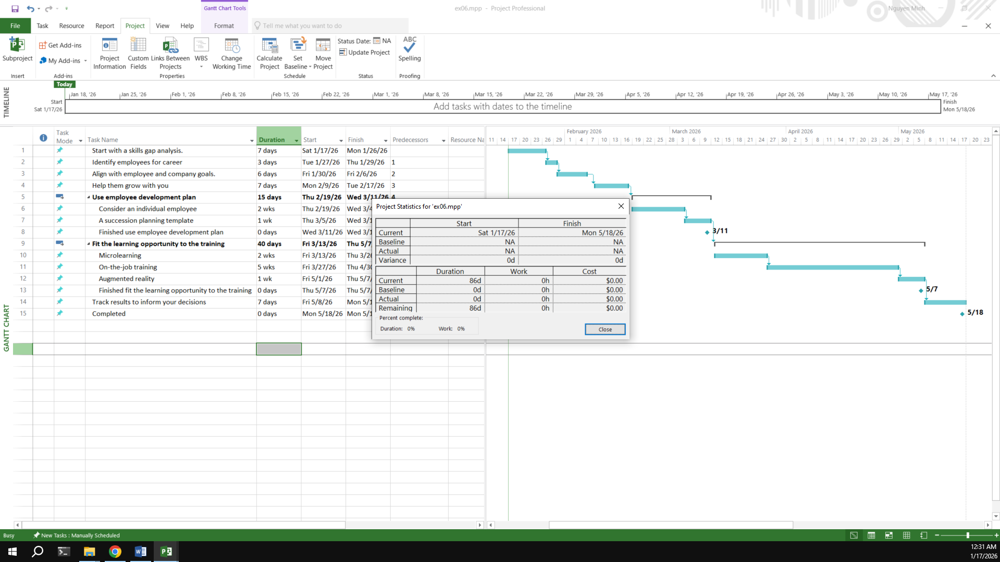 Gantt Chart Tools
ex06.mpp - Project Professional
Nguyen Minh
File Task Resource Report Project View Help Format Tell me what you want to do
Subproject
Get Add-ins
My Add-ins
Project Information
Custom Fields
Links Between Projects
WBS
Change Working Time
Calculate Project
Set Baseline
Move Project
Status Date: NA
Update Project
ABC
Spelling
Insert Add-ins Properties Schedule Status Proofing
TIMELINE
Today
Jan 18, '26 Jan 25, '26 Feb 1, '26 Feb 8, '26 Feb 15, '26 Feb 22, '26 Mar 1, '26 Mar 8, '26 Mar 15, '26 Mar 22, '26 Mar 29, '26 Apr 5, '26 Apr 12, '26 Apr 19, '26 Apr 26, '26 May 3, '26 May 10, '26 May 17, '26
Start
Sat 1/17/26
Add tasks with dates to the timeline
Finish
Mon 5/18/26
GANTT CHART
Task Mode Task Name Duration Start Finish Predecessors Resource Na
February 2026 March 2026 April 2026 May 2026
11 14 17 20 23 26 29 1 4 7 10 13 16 19 22 25 28 3 6 9 12 15 18 21 24 27 30 2 5 8 11 14 17 20 23 26 29 2 5 8 11 14 17 20 23
1 Start with a skills gap analysis. 7 days Sat 1/17/26 Mon 1/26/26
2 Identify employees for career 3 days Tue 1/27/26 Thu 1/29/26 1
3 Align with employee and company goals. 6 days Fri 1/30/26 Fri 2/6/26 2
4 Help them grow with you 7 days Mon 2/9/26 Tue 2/17/26 3
5 Use employee development plan 15 days Thu 2/19/26 Wed 3/11/26 4
6 Consider an individual employee 2 wks Thu 2/19/26 Wed 3/4
7 A succession planning template 1 wk Thu 3/5/26 Wed 3/1
8 Finished use employee development plan 0 days Wed 3/11/26 Wed 3/1
9 Fit the learning opportunity to the training 40 days Fri 3/13/26 Thu 5/7
10 Microlearning 2 wks Fri 3/13/26 Thu 3/26
11 On-the-job training 5 wks Fri 3/27/26 Thu 4/30
12 Augmented reality 1 wk Fri 5/1/26 Thu 5/7/
13 Finished fit the learning opportunity to the training 0 days Thu 5/7/26 Thu 5/7/
14 Track results to inform your decisions 7 days Fri 5/8/26 Mon 5/1
15 Completed 0 days Mon 5/18/26 Mon 5/1
3/11
5/7
5/18
Project Statistics for 'ex06.mpp'
Start Finish
Current Sat 1/17/26 Mon 5/18/26
Baseline NA NA
Actual NA NA
Variance 0d 0d
Duration Work Cost
Current 86d 0h $0.00
Baseline 0d 0h $0.00
Actual 0d 0h $0.00
Remaining 86d 0h $0.00
Percent complete:
Duration: 0% Work: 0%
Close
Busy New Tasks : Manually Scheduled
12:31 AM
1/17/2026